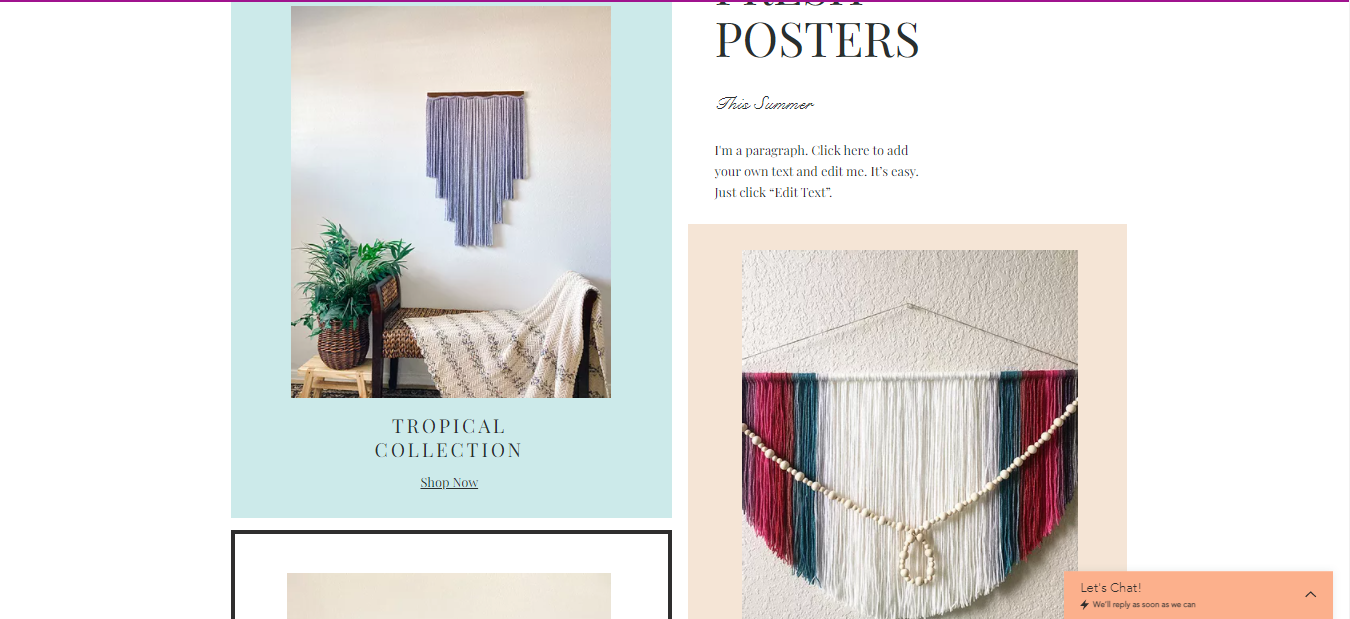 FRESH
POSTERS
This Summer
I'm a paragraph. Click here to add
your own text and edit me. It's easy.
Just click “Edit Text”.
TROPICAL
COLLECTION
Shop Now
Let's Chat!
We'll reply as soon as we can